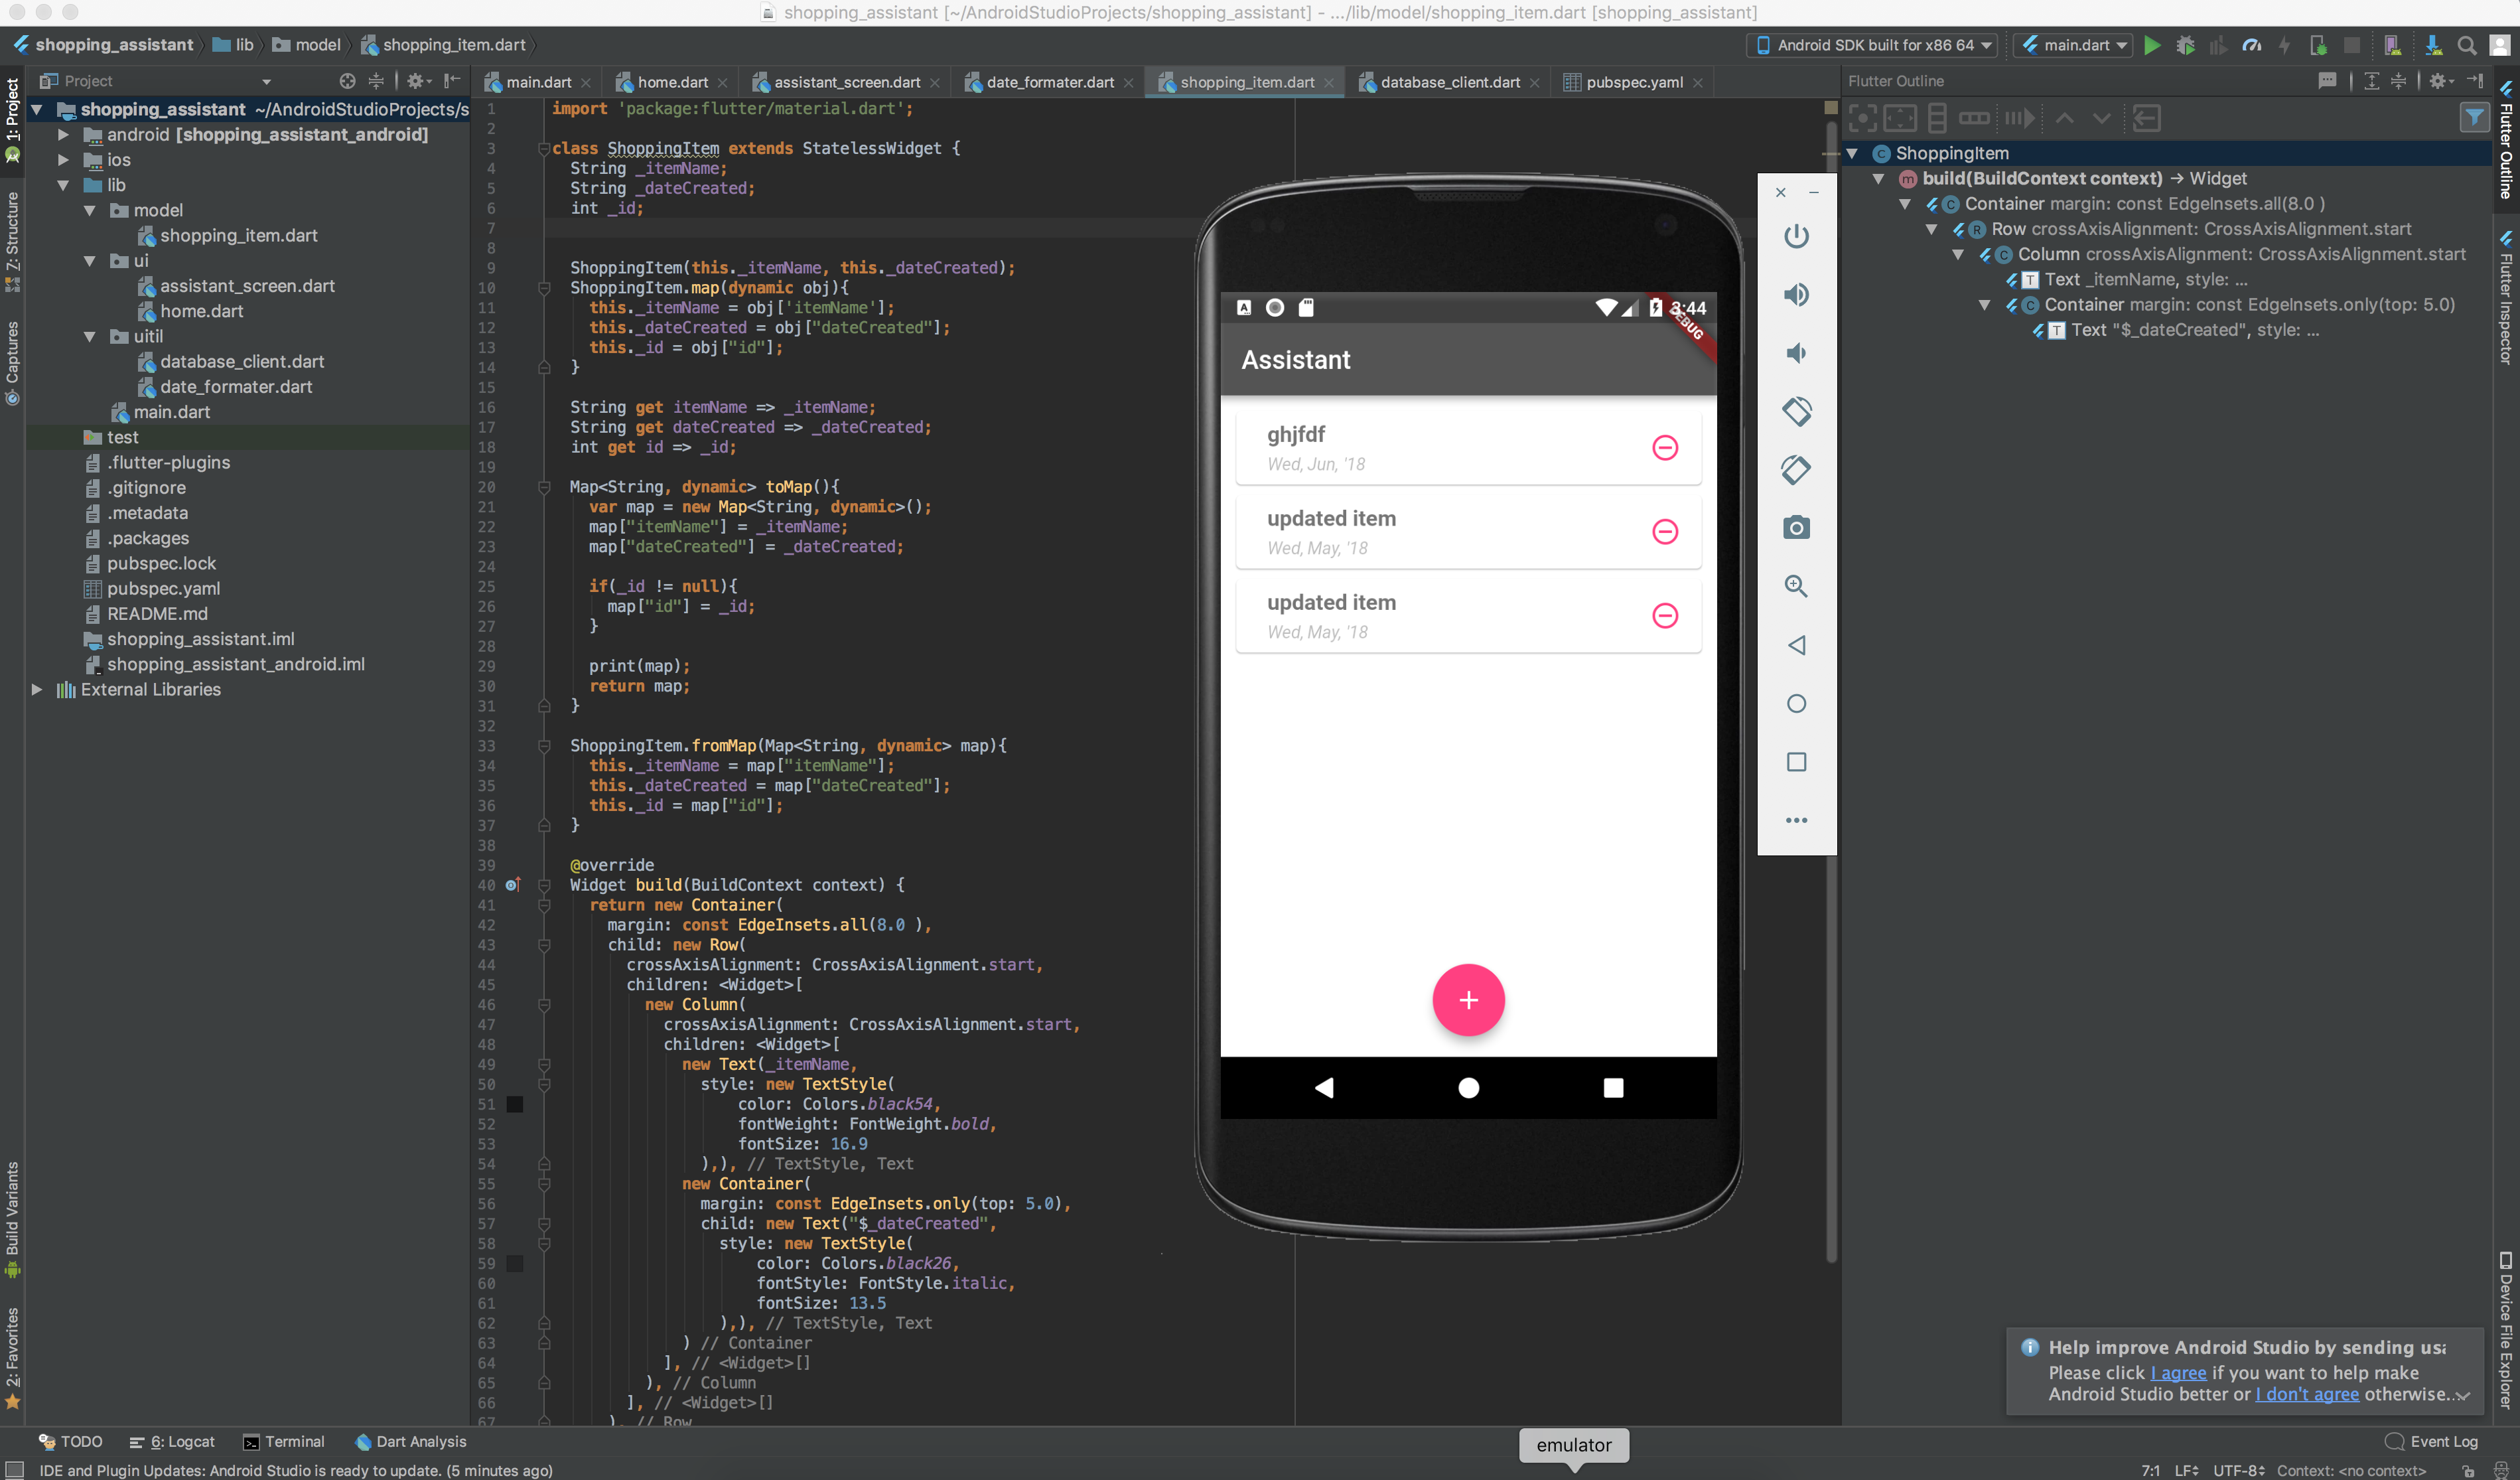 shopping_assistant [~/AndroidStudioProjects/shopping_assistant] - .../lib/model/shopping_item.dart [shopping_assistant]
shopping_assistant lib model shopping_item.dart Android SDK built for x86 64 main.dart
Project
main.dart home.dart assistant_screen.dart date_formater.dart shopping_item.dart database_client.dart pubspec.yaml
Flutter Outline
1: Project
Z: Structure
Captures
Build Variants
2: Favorites
shopping_assistant ~/AndroidStudioProjects/s
android [shopping_assistant_android]
ios
lib
model
shopping_item.dart
ui
assistant_screen.dart
home.dart
uitil
database_client.dart
date_formater.dart
main.dart
test
.flutter-plugins
.gitignore
.metadata
.packages
pubspec.lock
pubspec.yaml
README.md
shopping_assistant.iml
shopping_assistant_android.iml
External Libraries
1 import 'package:flutter/material.dart';
2
3 class ShoppingItem extends StatelessWidget {
4 String _itemName;
5 String _dateCreated;
6 int _id;
7
8
9 ShoppingItem(this._itemName, this._dateCreated);
10 ShoppingItem.map(dynamic obj){
11 this._itemName = obj['itemName'];
12 this._dateCreated = obj["dateCreated"];
13 this._id = obj["id"];
14 }
15
16 String get itemName => _itemName;
17 String get dateCreated => _dateCreated;
18 int get id => _id;
19
20 Map<String, dynamic> toMap(){
21 var map = new Map<String, dynamic>();
22 map["itemName"] = _itemName;
23 map["dateCreated"] = _dateCreated;
24
25 if(_id != null){
26 map["id"] = _id;
27 }
28
29 print(map);
30 return map;
31 }
32
33 ShoppingItem.fromMap(Map<String, dynamic> map){
34 this._itemName = map["itemName"];
35 this._dateCreated = map["dateCreated"];
36 this._id = map["id"];
37 }
38
39 @override
40 Widget build(BuildContext context) {
41 return new Container(
42 margin: const EdgeInsets.all(8.0 ),
43 child: new Row(
44 crossAxisAlignment: CrossAxisAlignment.start,
45 children: <Widget>[
46 new Column(
47 crossAxisAlignment: CrossAxisAlignment.start,
48 children: <Widget>[
49 new Text(_itemName,
50 style: new TextStyle(
51 color: Colors.black54,
52 fontWeight: FontWeight.bold,
53 fontSize: 16.9
54 ),), // TextStyle, Text
55 new Container(
56 margin: const EdgeInsets.only(top: 5.0),
57 child: new Text("$_dateCreated",
58 style: new TextStyle(
59 color: Colors.black26,
60 fontStyle: FontStyle.italic,
61 fontSize: 13.5
62 ),), // TextStyle, Text
63 ) // Container
64 ], // <Widget>[]
65 ), // Column
66 ], // <Widget>[]
67 ), // Row
A 3:44
DEBUG
Assistant
ghjfdf
Wed, Jun, '18
updated item
Wed, May, '18
updated item
Wed, May, '18
+
ShoppingItem
build(BuildContext context) → Widget
Container margin: const EdgeInsets.all(8.0 )
Row crossAxisAlignment: CrossAxisAlignment.start
Column crossAxisAlignment: CrossAxisAlignment.start
Text _itemName, style: ...
Container margin: const EdgeInsets.only(top: 5.0)
Text "$_dateCreated", style: ...
Flutter Outline
Flutter Inspector
Device File Explorer
Help improve Android Studio by sending usa
Please click I agree if you want to help make
Android Studio better or I don't agree otherwise...
TODO 6: Logcat Terminal Dart Analysis emulator Event Log
IDE and Plugin Updates: Android Studio is ready to update. (5 minutes ago) 7:1 LF UTF-8 Context: <no context>